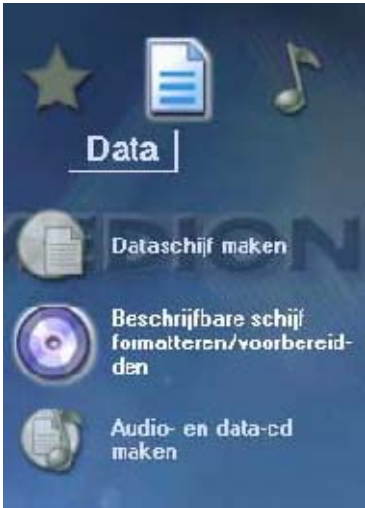 Data
MEDION
Dataschijf maken
Beschrijfbare schijf
formatteren/voorbereid-
den
Audio- en data-cd
maken